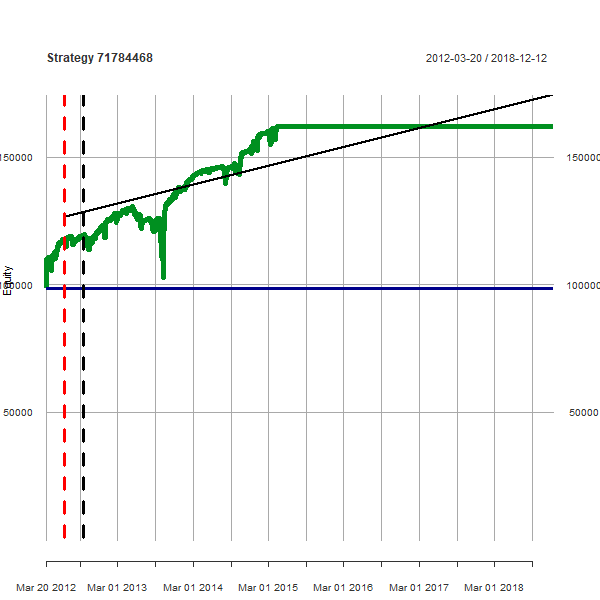 Strategy 71784468
2012-03-20 / 2018-12-12
150000
150000
Equity
100000
100000
50000
50000
Mar 20 2012
Mar 01 2013
Mar 01 2014
Mar 01 2015
Mar 01 2016
Mar 01 2017
Mar 01 2018